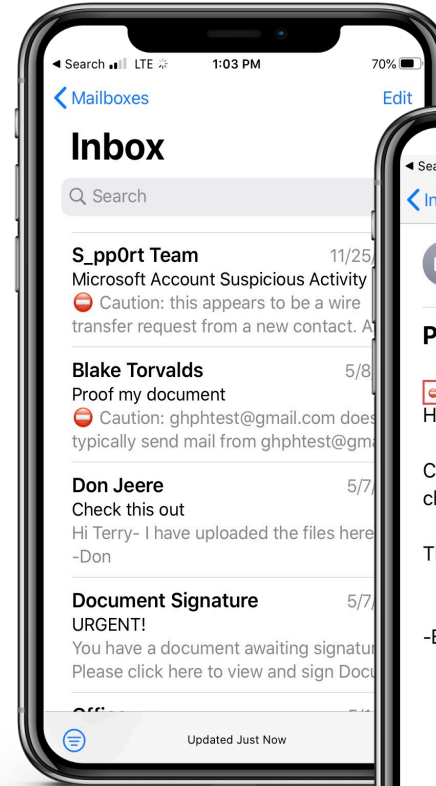 ◀ Search LTE 1:03 PM 70%
Mailboxes Edit
Inbox
Search
S_pp0rt Team 11/25/
Microsoft Account Suspicious Activity
Caution: this appears to be a wire
transfer request from a new contact. A
Blake Torvalds 5/8
Proof my document
Caution: ghphtest@gmail.com does
typically send mail from ghphtest@gma
Don Jeere 5/7/
Check this out
Hi Terry- I have uploaded the files here
-Don
Document Signature 5/7/
URGENT!
You have a document awaiting signatur
Please click here to view and sign Docu
Updated Just Now
◀ Sea
In
P
H
C
cl
-E